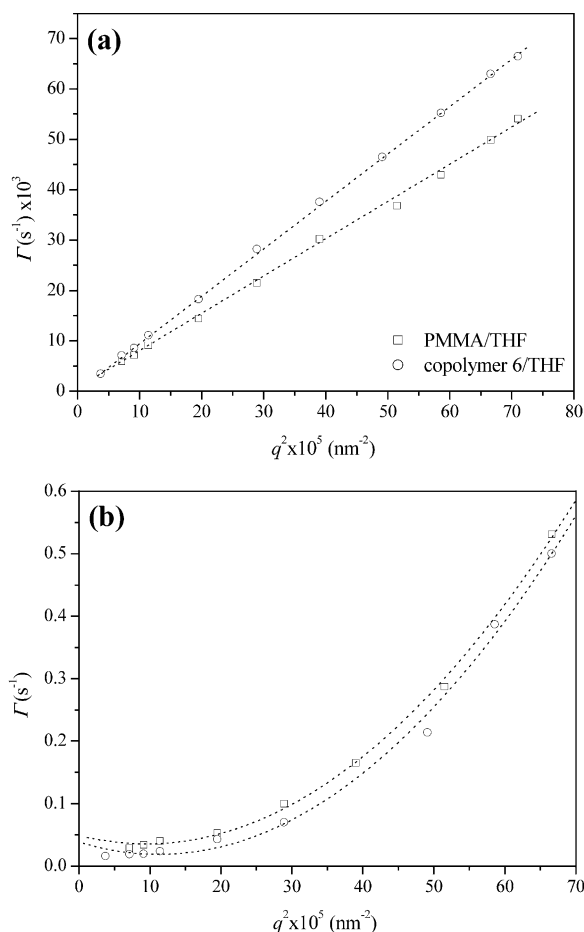 (a)
70
60
50
40
30
20
10
0
Γ(s⁻¹) x10³
□ PMMA/THF
○ copolymer 6/THF
0 10 20 30 40 50 60 70 80
q²x10⁵ (nm⁻²)
(b)
0.6
0.5
0.4
0.3
0.2
0.1
0.0
Γ(s⁻¹)
0 10 20 30 40 50 60 70
q²x10⁵ (nm⁻²)